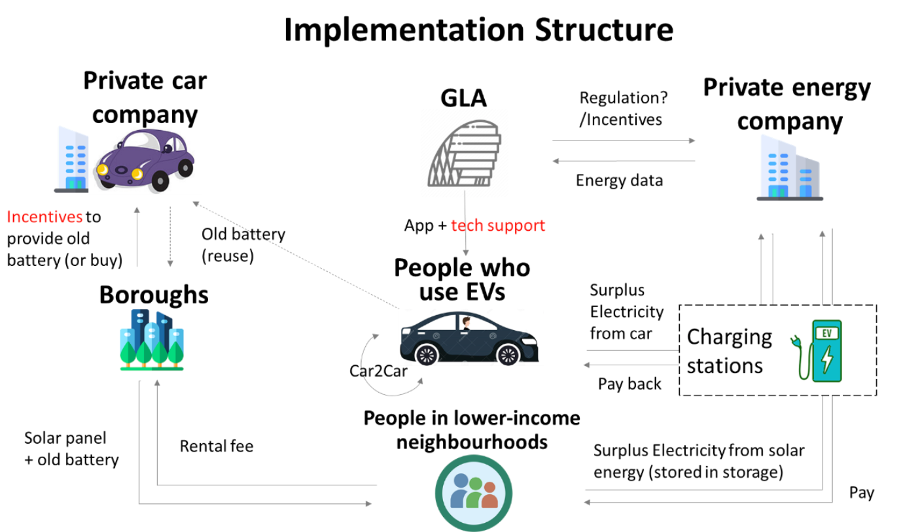 Implementation Structure
Private car
company
GLA
Regulation?
/Incentives
Private energy
company
Energy data
Incentives to
provide old
battery (or buy)
Old battery
(reuse)
App + tech support
Boroughs
People who
use EVs
Surplus
Electricity
from car
Charging
stations
EV
Car2Car
Pay back
People in lower-income
neighbourhoods
Solar panel
+ old battery
Rental fee
Surplus Electricity from solar
energy (stored in storage)
Pay